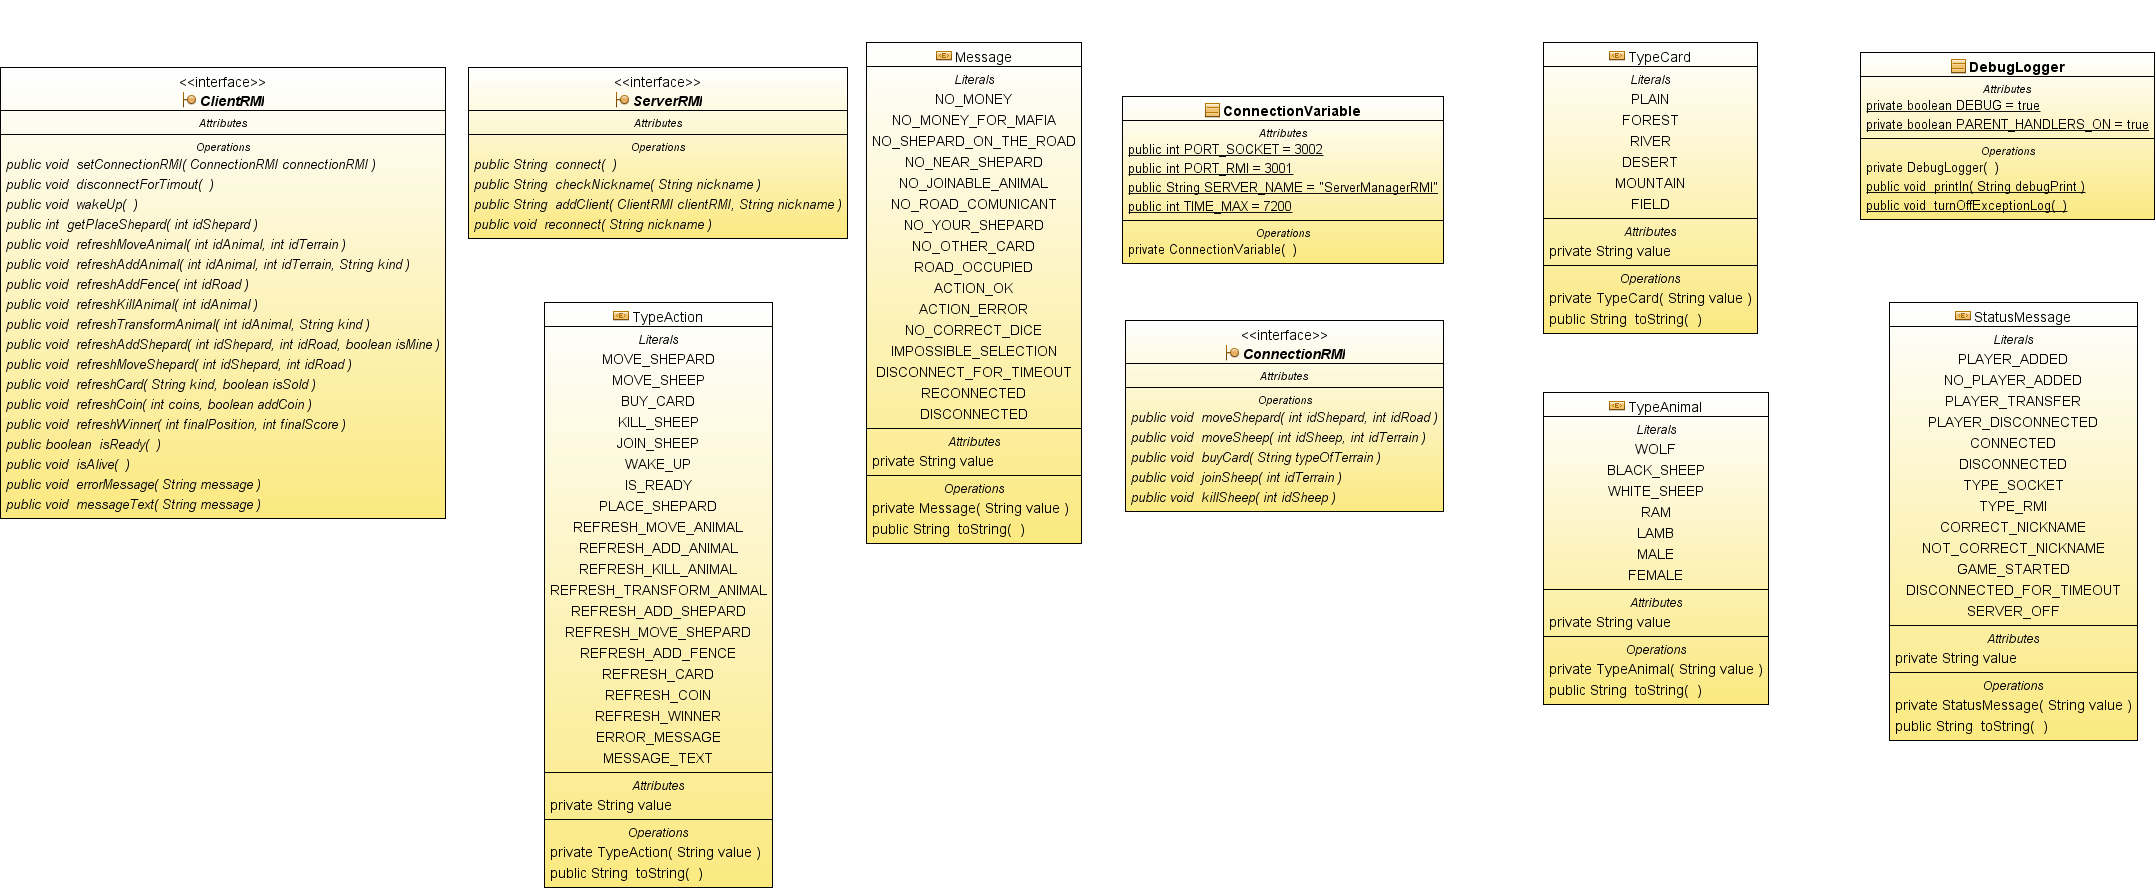 <<interface>>
ClientRMI
Attributes
Operations
public void setConnectionRMI( ConnectionRMI connectionRMI )
public void disconnectForTimout( )
public void wakeUp( )
public int getPlaceShepard( int idShepard )
public void refreshMoveAnimal( int idAnimal, int idTerrain )
public void refreshAddAnimal( int idAnimal, int idTerrain, String kind )
public void refreshAddFence( int idRoad )
public void refreshKillAnimal( int idAnimal )
public void refreshTransformAnimal( int idAnimal, String kind )
public void refreshAddShepard( int idShepard, int idRoad, boolean isMine )
public void refreshMoveShepard( int idShepard, int idRoad )
public void refreshCard( String kind, boolean isSold )
public void refreshCoin( int coins, boolean addCoin )
public void refreshWinner( int finalPosition, int finalScore )
public boolean isReady( )
public void isAlive( )
public void errorMessage( String message )
public void messageText( String message )
<<interface>>
ServerRMI
Attributes
Operations
public String connect( )
public String checkNickname( String nickname )
public String addClient( ClientRMI clientRMI, String nickname )
public void reconnect( String nickname )
<E> TypeAction
Literals
MOVE_SHEPARD
MOVE_SHEEP
BUY_CARD
KILL_SHEEP
JOIN_SHEEP
WAKE_UP
IS_READY
PLACE_SHEPARD
REFRESH_MOVE_ANIMAL
REFRESH_ADD_ANIMAL
REFRESH_KILL_ANIMAL
REFRESH_TRANSFORM_ANIMAL
REFRESH_ADD_SHEPARD
REFRESH_MOVE_SHEPARD
REFRESH_ADD_FENCE
REFRESH_CARD
REFRESH_COIN
REFRESH_WINNER
ERROR_MESSAGE
MESSAGE_TEXT
Attributes
private String value
Operations
private TypeAction( String value )
public String toString( )
<E> Message
Literals
NO_MONEY
NO_MONEY_FOR_MAFIA
NO_SHEPARD_ON_THE_ROAD
NO_NEAR_SHEPARD
NO_JOINABLE_ANIMAL
NO_ROAD_COMUNICANT
NO_YOUR_SHEPARD
NO_OTHER_CARD
ROAD_OCCUPIED
ACTION_OK
ACTION_ERROR
NO_CORRECT_DICE
IMPOSSIBLE_SELECTION
DISCONNECT_FOR_TIMEOUT
RECONNECTED
DISCONNECTED
Attributes
private String value
Operations
private Message( String value )
public String toString( )
ConnectionVariable
Attributes
public int PORT_SOCKET = 3002
public int PORT_RMI = 3001
public String SERVER_NAME = "ServerManagerRMI"
public int TIME_MAX = 7200
Operations
private ConnectionVariable( )
<<interface>>
ConnectionRMI
Attributes
Operations
public void moveShepard( int idShepard, int idRoad )
public void moveSheep( int idSheep, int idTerrain )
public void buyCard( String typeOfTerrain )
public void joinSheep( int idTerrain )
public void killSheep( int idSheep )
<E> TypeCard
Literals
PLAIN
FOREST
RIVER
DESERT
MOUNTAIN
FIELD
Attributes
private String value
Operations
private TypeCard( String value )
public String toString( )
<E> TypeAnimal
Literals
WOLF
BLACK_SHEEP
WHITE_SHEEP
RAM
LAMB
MALE
FEMALE
Attributes
private String value
Operations
private TypeAnimal( String value )
public String toString( )
DebugLogger
Attributes
private boolean DEBUG = true
private boolean PARENT_HANDLERS_ON = true
Operations
private DebugLogger( )
public void println( String debugPrint )
public void turnOffExceptionLog( )
<E> StatusMessage
Literals
PLAYER_ADDED
NO_PLAYER_ADDED
PLAYER_TRANSFER
PLAYER_DISCONNECTED
CONNECTED
DISCONNECTED
TYPE_SOCKET
TYPE_RMI
CORRECT_NICKNAME
NOT_CORRECT_NICKNAME
GAME_STARTED
DISCONNECTED_FOR_TIMEOUT
SERVER_OFF
Attributes
private String value
Operations
private StatusMessage( String value )
public String toString( )